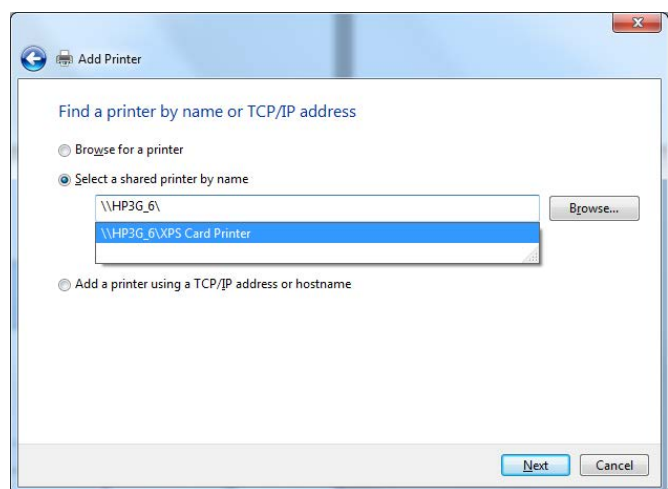 Add Printer
Find a printer by name or TCP/IP address
Browse for a printer
Select a shared printer by name
\\HP3G_6\
Browse...
\\HP3G_6\XPS Card Printer
Add a printer using a TCP/IP address or hostname
Next Cancel